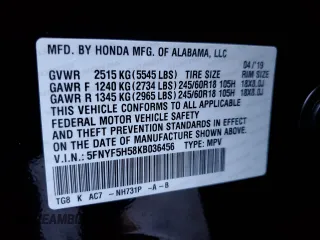 MFD. BY HONDA MFG. OF ALABAMA, LLC
04/19
GVWR 2515 KG (5545 LBS) TIRE SIZE RIM SIZE
GAWR F 1240 KG (2734 LBS) 245/60R18 105H 18X8.0J
GAWR R 1345 KG (2965 LBS) 245/60R18 105H 18X8.0J
THIS VEHICLE CONFORMS TO ALL APPLICABLE
FEDERAL MOTOR VEHICLE SAFETY STANDARDS
IN EFFECT ON THE DATE OF MANUFACTURE
SHOWN ABOVE.
V.I.N: 5FNYF5H58KB036456 TYPE: MPV
TG8 K AC7 - NH731P -A -B